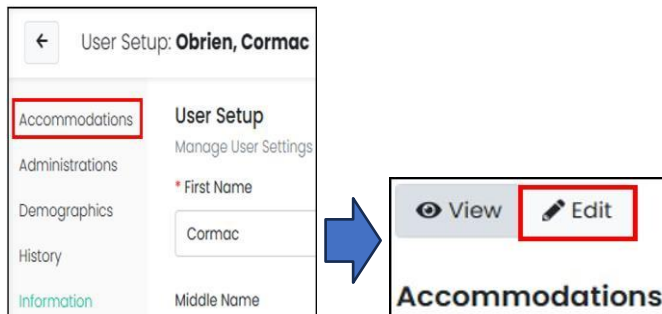 ← User Setup: Obrien, Cormac
Accommodations
Administrations
Demographics
History
Information
User Setup
Manage User Settings
* First Name
Cormac
Middle Name
View Edit
Accommodations